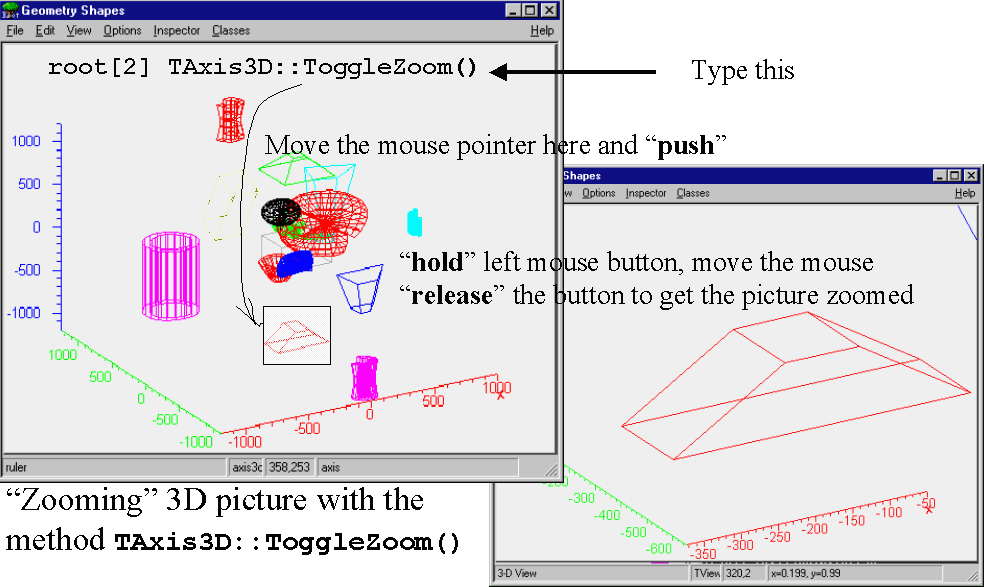 Geometry Shapes
File Edit View Options Inspector Classes Help
root[2] TAxis3D::ToggleZoom()
Type this
Move the mouse pointer here and “push”
1000
500
0
-500
-1000
1000
500
0
-500
-1000
-1000
-500
0
500
1000
X
ruler axis3d 358,253 axis
Shapes
w Options Inspector Classes Help
“hold” left mouse button, move the mouse
“release” the button to get the picture zoomed
-300
-400
-500
-600
-350
-300
-250
-200
-150
-100
-50
X
3-D View TView 320,2 x=0.199, y=0.99
“Zooming” 3D picture with the
method TAxis3D::ToggleZoom()